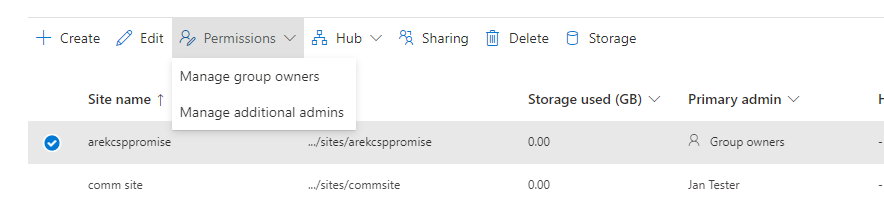 + Create Edit Permissions Hub Sharing Delete Storage
Manage group owners
Manage additional admins
Site name ↑ Storage used (GB) Primary admin H
arekcsppromise .../sites/arekcsppromise 0.00 Group owners -
comm site .../sites/commsite 0.00 Jan Tester -